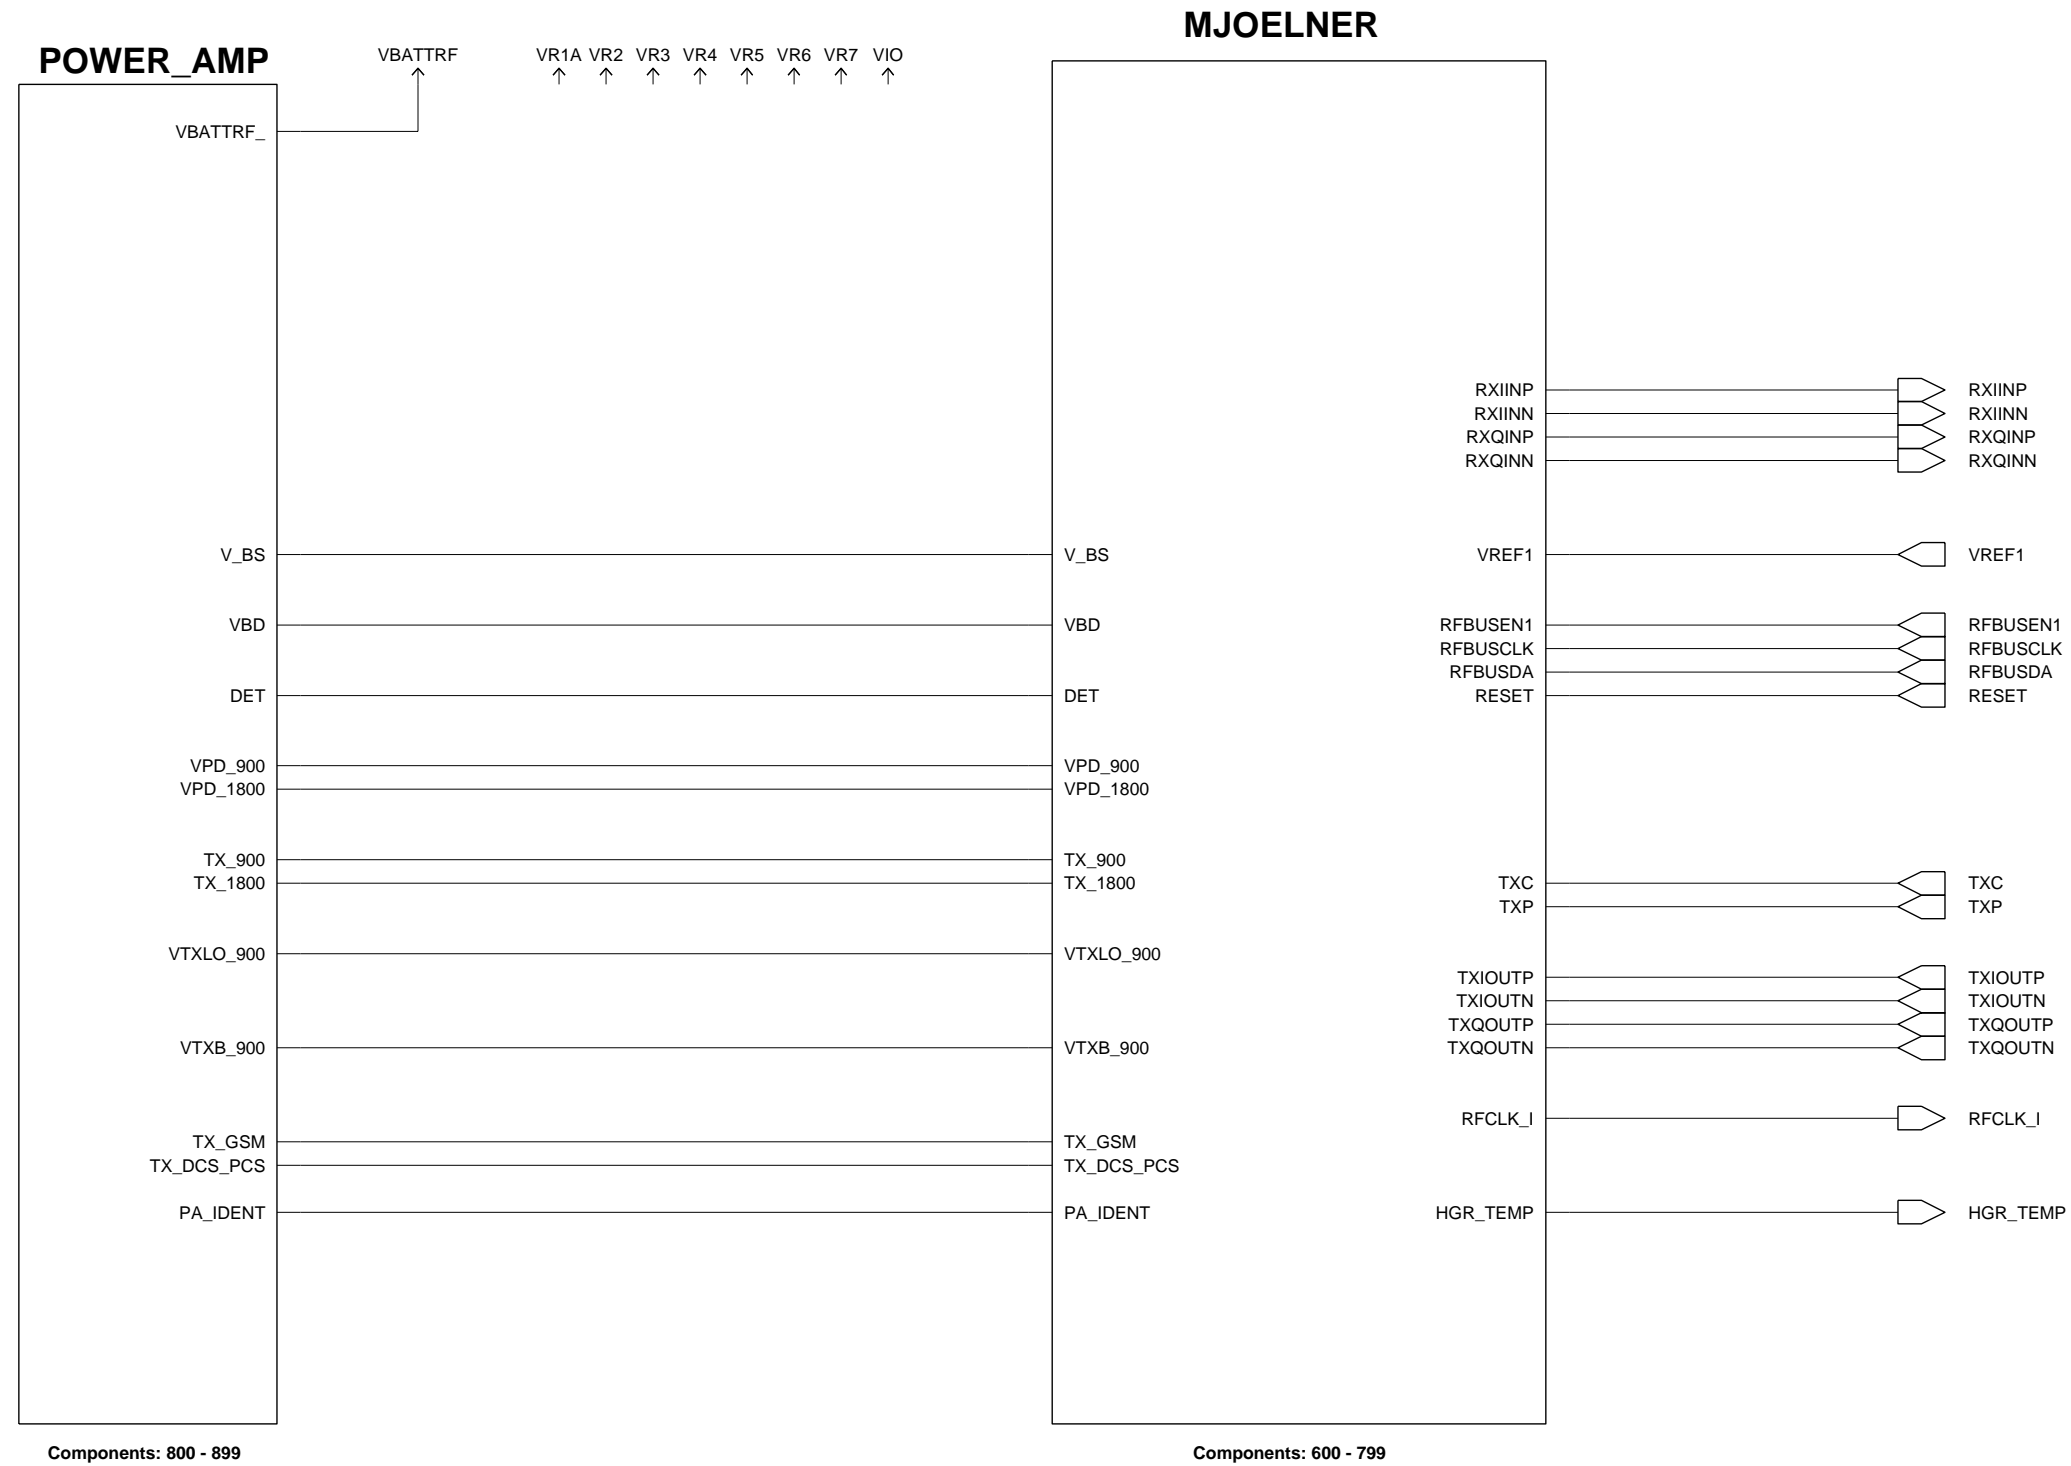 MJOELNER
POWER_AMP
VBATTRF VR1A VR2 VR3 VR4 VR5 VR6 VR7 VIO
VBATTRF_
RXIINP RXIINP
RXIINN RXIINN
RXQINP RXQINP
RXQINN RXQINN
V_BS V_BS VREF1 VREF1
VBD VBD RFBUSEN1 RFBUSEN1
RFBUSCLK RFBUSCLK
RFBUSDA RFBUSDA
DET DET RESET RESET
VPD_900 VPD_900
VPD_1800 VPD_1800
TX_900 TX_900
TX_1800 TX_1800 TXC TXC
TXP TXP
VTXLO_900 VTXLO_900
TXIOUTP TXIOUTP
TXIOUTN TXIOUTN
TXQOUTP TXQOUTP
VTXB_900 VTXB_900 TXQOUTN TXQOUTN
RFCLK_I RFCLK_I
TX_GSM TX_GSM
TX_DCS_PCS TX_DCS_PCS
PA_IDENT PA_IDENT HGR_TEMP HGR_TEMP
Components: 800 - 899 Components: 600 - 799